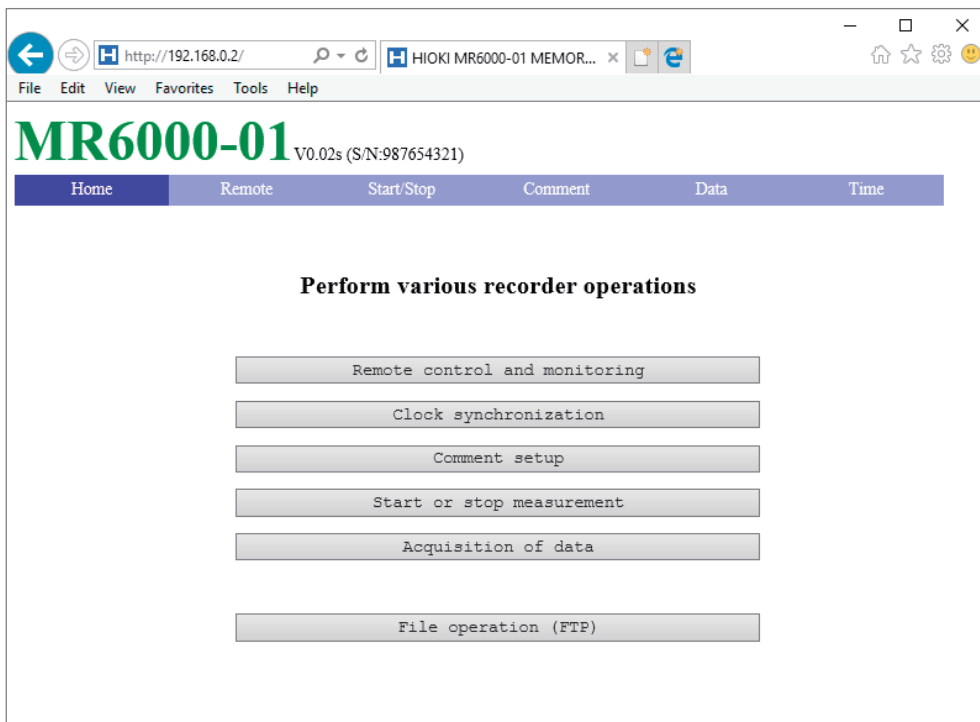 http://192.168.0.2/
HIOKI MR6000-01 MEMOR...
File Edit View Favorites Tools Help
MR6000-01 V0.02s (S/N:987654321)
Home Remote Start/Stop Comment Data Time
Perform various recorder operations
Remote control and monitoring
Clock synchronization
Comment setup
Start or stop measurement
Acquisition of data
File operation (FTP)